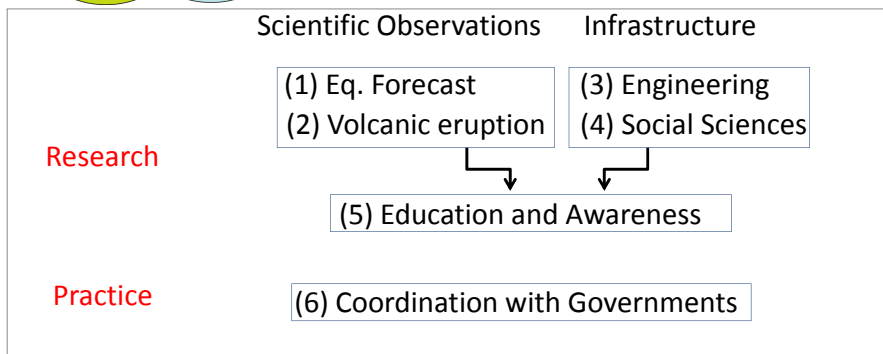 Scientific Observations Infrastructure
(1) Eq. Forecast
(2) Volcanic eruption
(3) Engineering
(4) Social Sciences
Research
(5) Education and Awareness
Practice
(6) Coordination with Governments